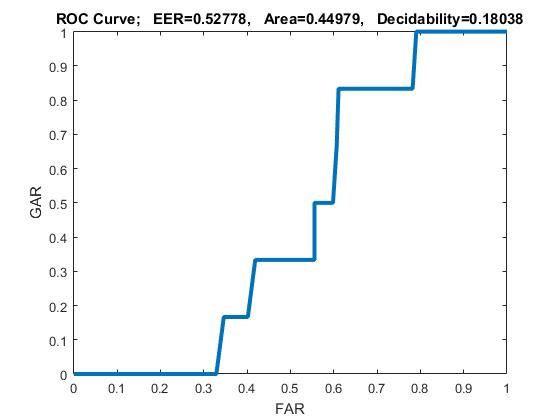 ROC Curve;   EER=0.52778,   Area=0.44979,   Decidability=0.18038
1
0.9
0.8
0.7
0.6
0.5
0.4
0.3
0.2
0.1
0
GAR
0 0.1 0.2 0.3 0.4 0.5 0.6 0.7 0.8 0.9 1
FAR